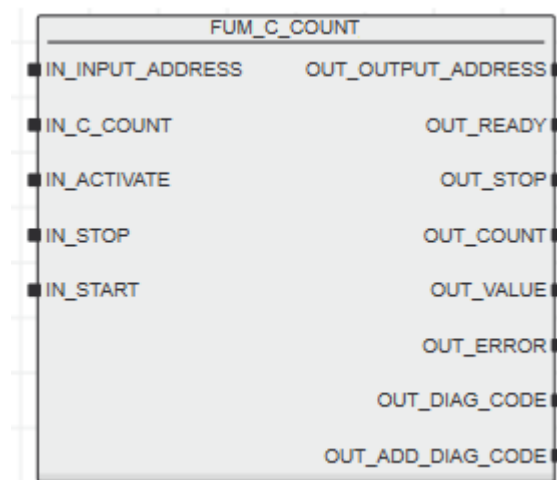 FUM_C_COUNT
IN_INPUT_ADDRESS OUT_OUTPUT_ADDRESS
IN_C_COUNT OUT_READY
IN_ACTIVATE OUT_STOP
IN_STOP OUT_COUNT
IN_START OUT_VALUE
OUT_ERROR
OUT_DIAG_CODE
OUT_ADD_DIAG_CODE